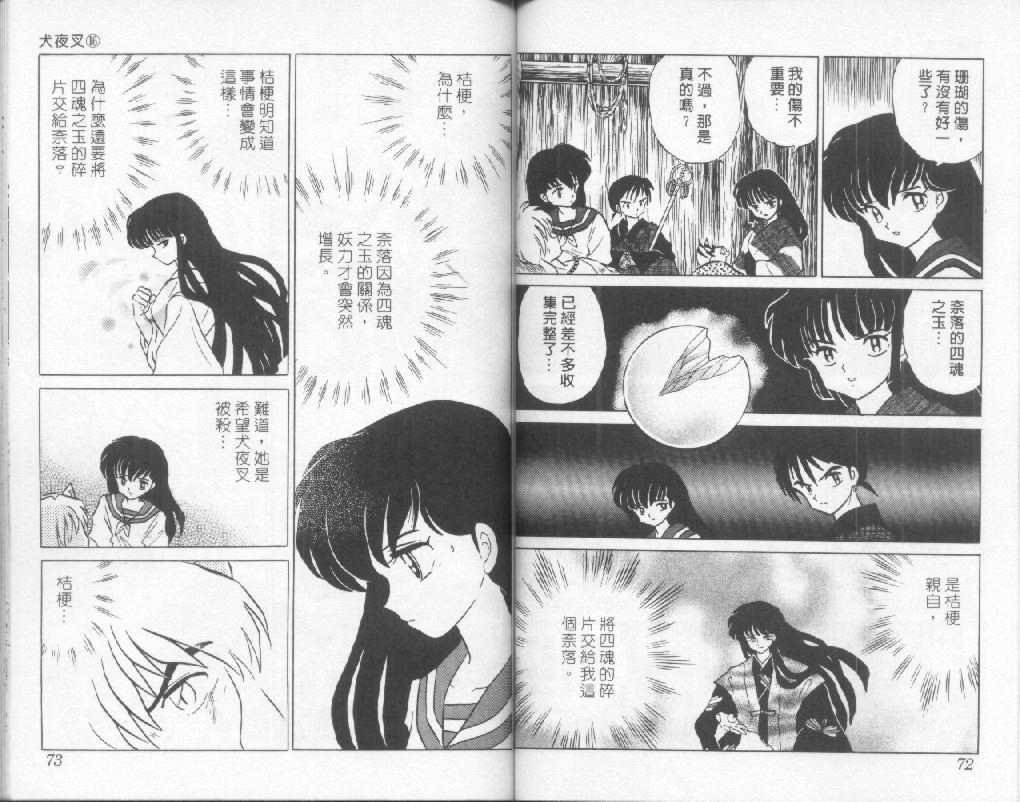 珊瑚的傷，
有沒有好一
些了？
我的傷不
重要…
不過，那是
真的嗎？
奈落的四魂
之玉…
已經差不多收
集完整了…
是桔梗
親自，
將四魂的碎
片交給我這
個奈落。
72
犬夜叉⑯
桔梗，
為什麼…
奈落因為四魂
之玉的關係，
妖力才會突然
增長。
桔梗明知道
事情會變成
這樣…
為什麼還要將
四魂之玉的碎
片交給奈落。
難道，她是
希望犬夜叉
被殺…
桔梗…
73